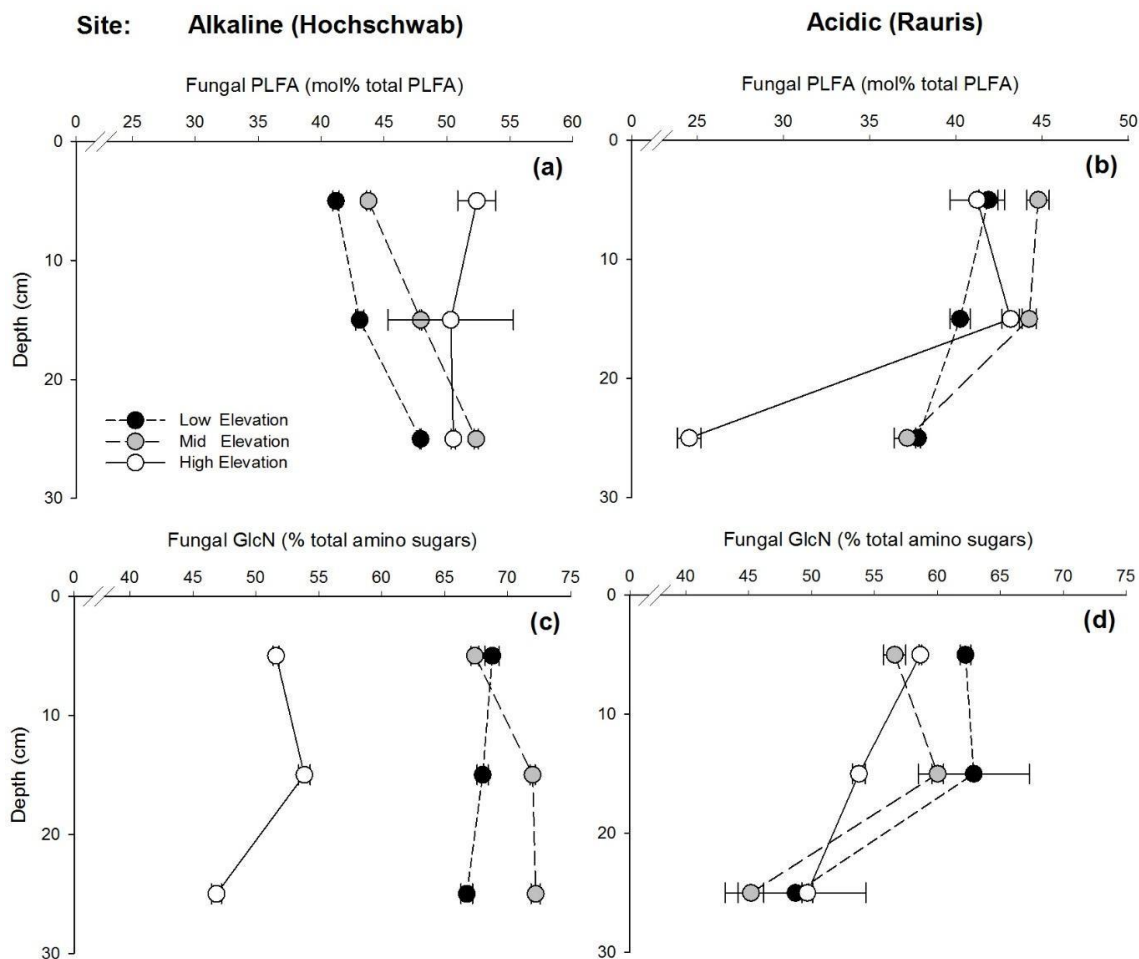 Site: Alkaline (Hochschwab) Acidic (Rauris)
Fungal PLFA (mol% total PLFA) Fungal PLFA (mol% total PLFA)
0 25 30 35 40 45 50 55 60 0 25 30 35 40 45 50
0 0
(a) (b)
10 10
Depth (cm)
20 20
Low Elevation
Mid Elevation
High Elevation
30 30
Fungal GlcN (% total amino sugars) Fungal GlcN (% total amino sugars)
0 40 45 50 55 60 65 70 75 0 40 45 50 55 60 65 70 75
0 0
(c) (d)
10 10
Depth (cm)
20 20
30 30